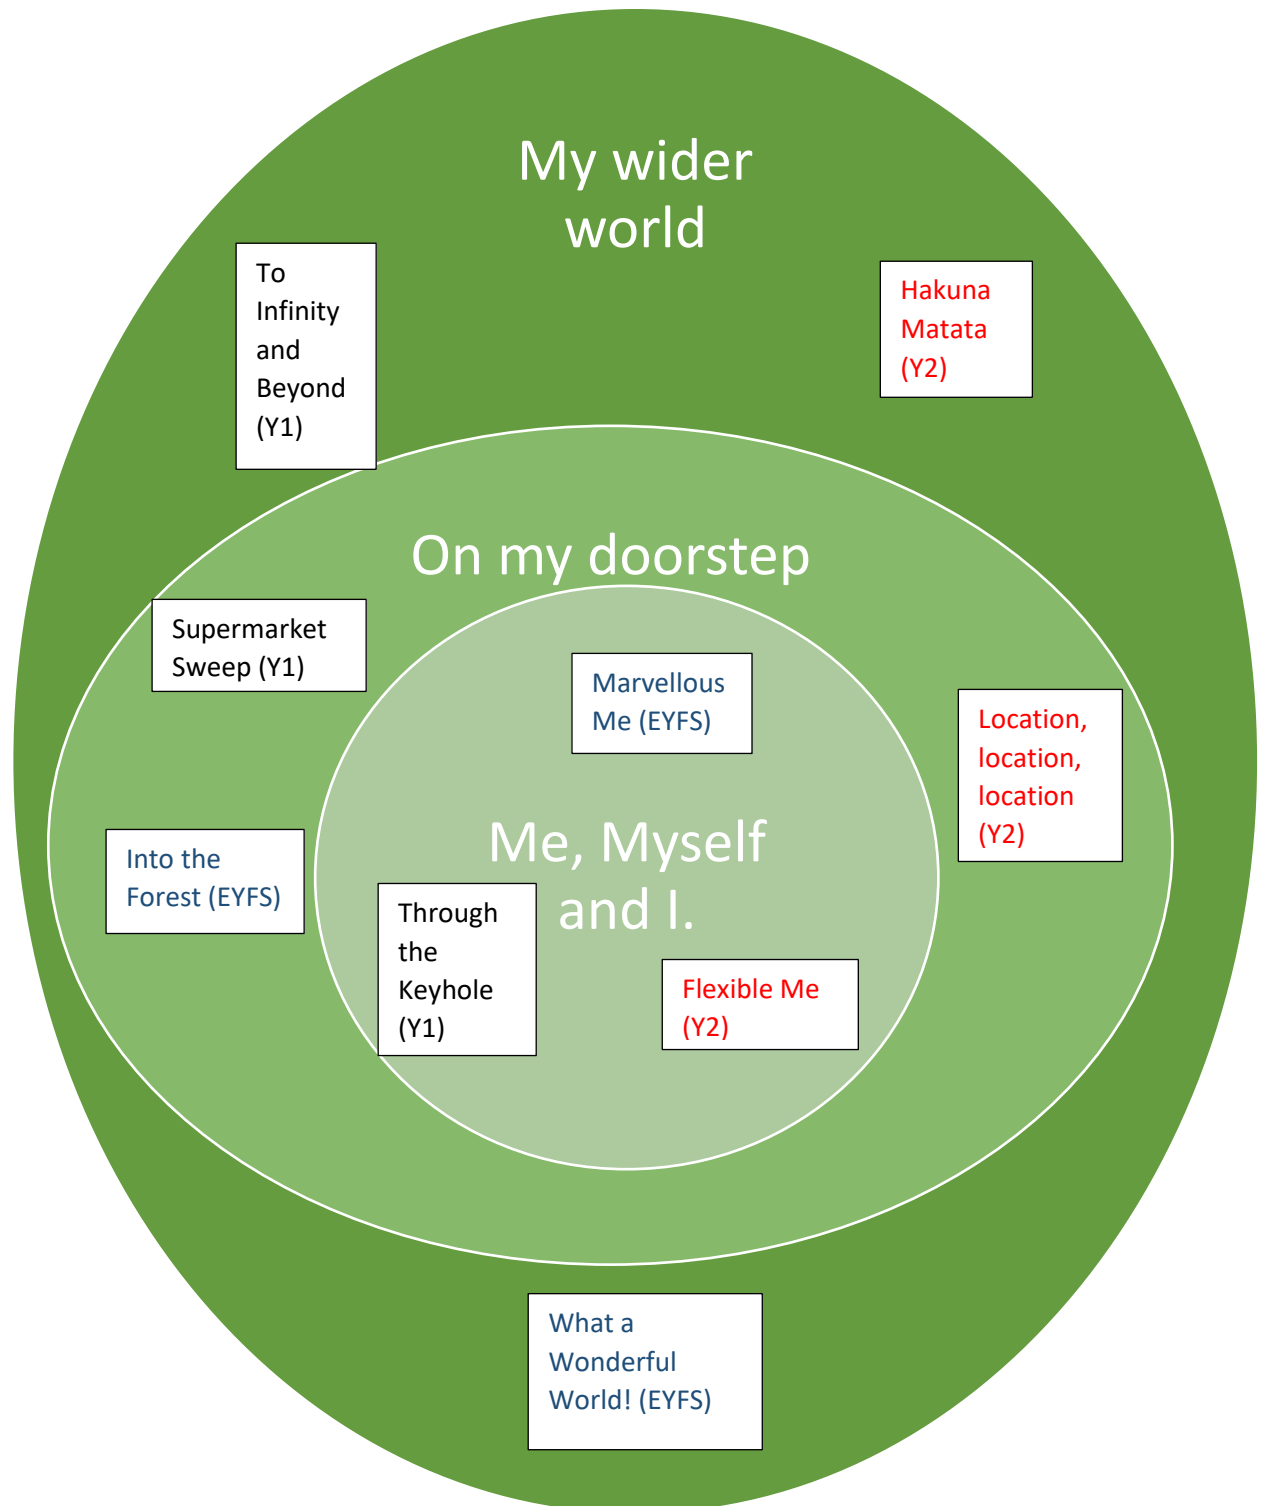 My wider
world
To
Infinity
and
Beyond
(Y1)
Hakuna
Matata
(Y2)
On my doorstep
Supermarket
Sweep (Y1)
Marvellous
Me (EYFS)
Location,
location,
location
(Y2)
Into the
Forest (EYFS)
Me, Myself
and I.
Through
the
Keyhole
(Y1)
Flexible Me
(Y2)
What a
Wonderful
World! (EYFS)